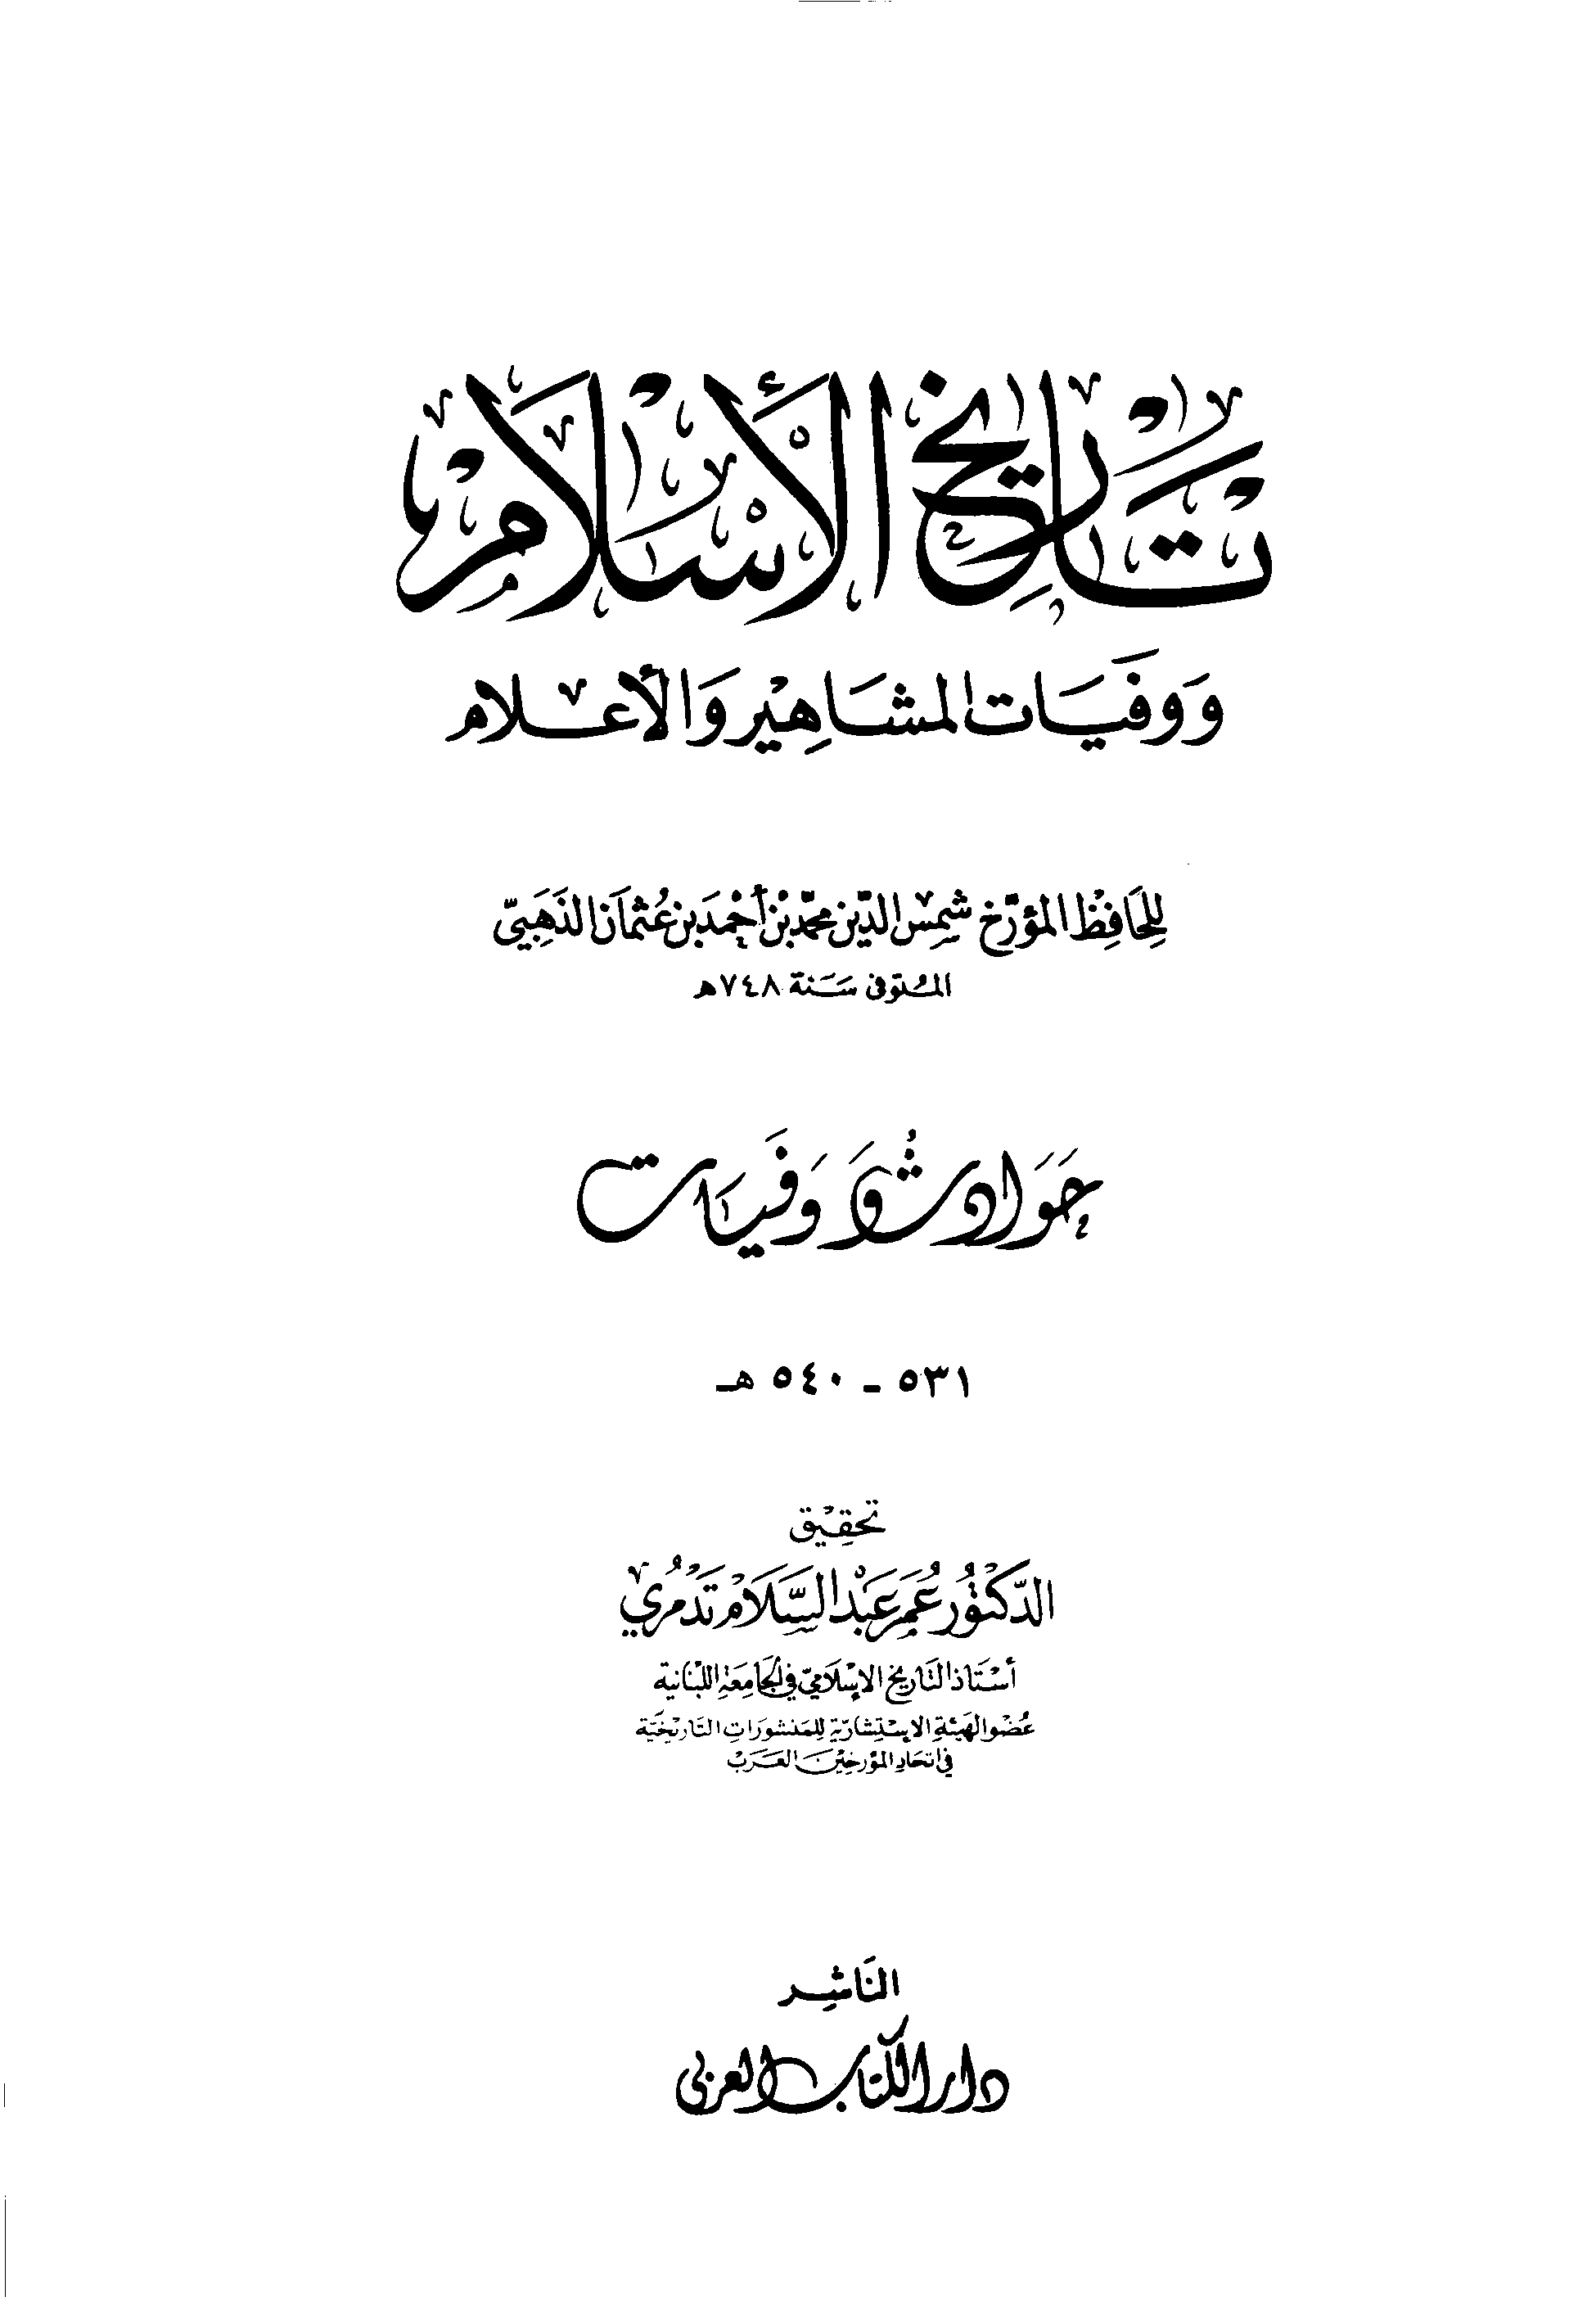 تاريخ الإسلام
ووفيات المشاهير والأعلام
للحافظ المؤرخ شمس الدين محمد بن أحمد بن عثمان الذهبي
المتوفى سنة ٧٤٨هـ
حوادث ووفيات
٥٣١ - ٥٤٠ هـ
تحقيق
الدكتور عمر عبد السلام تدمري
أستاذ التاريخ الإسلامي في الجامعة اللبنانية
عضو الهيئة الاستشارية للمنشورات التاريخية
في اتحاد المؤرخين العرب
الناشر
دار الكتاب العربي